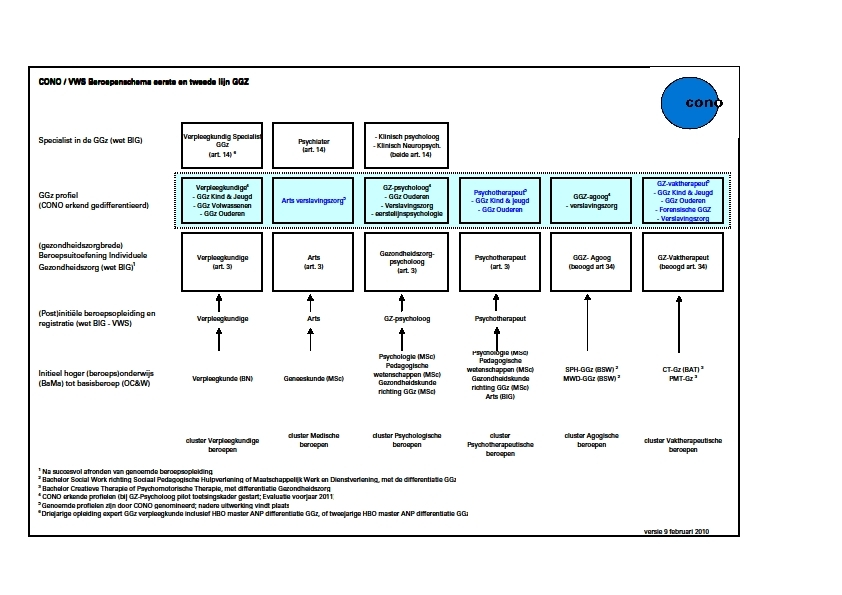 CONO / VWS Beroepenschema eerste en tweede lijn GGZ
cono
Specialist in de GGz (wet BIG)
Verpleegkundig Specialist
GGz
(art. 14) 6
Psychiater
(art. 14)
- Klinisch psycholoog
- Klinisch Neuropsych.
(beide art. 14)
GGz profiel
(CONO erkend gedifferentieerd)
Verpleegkundige4
- GGz Kind & Jeugd
- GGz Volwassenen
- GGz Ouderen
Arts verslavingszorg5
GZ-psycholoog4
- GGz Ouderen
- Verslavingszorg
- eerstelijnspsychologie
Psychotherapeut5
- GGz Kind & jeugd
- GGz Ouderen
GGZ-agoog4
- verslavingszorg
GZ-vaktherapeut5
- GGz Kind & Jeugd
- GGz Ouderen
- Forensische GGZ
- Verslavingszorg
(gezondheidszorgbrede)
Beroepsuitoefening Individuele
Gezondheidszorg (wet BIG)1
Verpleegkundige
(art. 3)
Arts
(art. 3)
Gezondheidszorg-
psycholoog
(art. 3)
Psychotherapeut
(art. 3)
GGZ- Agoog
(beoogd art 34)
GZ-Vaktherapeut
(beoogd art 34)
(Post)initiële beroepsopleiding en
registratie (wet BIG - VWS)
Verpleegkundige
Arts
GZ-psycholoog
Psychotherapeut
Initieel hoger (beroeps)onderwijs
(BaMa) tot basisberoep (OC&W)
Verpleegkunde (BN)
Geneeskunde (MSc)
Psychologie (MSc)
Pedagogische
wetenschappen (MSc)
Gezondheidskunde
richting GGz (MSc)
Psychologie (MSc)
Pedagogische
wetenschappen (MSc)
Gezondheidskunde
richting GGz (MSc)
Arts (BIG)
SPH-GGz (BSW) 2
MWD-GGz (BSW) 2
CT-Gz (BAT) 3
PMT-Gz 3
cluster Verpleegkundige
beroepen
cluster Medische
beroepen
cluster Psychologische
beroepen
cluster
Psychotherapeutische
beroepen
cluster Agogische
beroepen
cluster Vaktherapeutische
beroepen
1 Na succesvol afronden van genoemde beroepsopleiding
2 Bachelor Social Work richting Sociaal Pedagogische Hulpverlening of Maatschappelijk Werk en Dienstverlening, met de differentiatie GGz
3 Bachelor Creatieve Therapie of Psychomotorische Therapie, met differentiatie Gezondheidszorg
4 CONO erkende profielen (bij GZ-Psycholoog pilot toetsingskader gestart; Evaluatie voorjaar 2011
5 Genoemde profielen zijn door CONO genomineerd; nadere uitwerking vindt plaats
6 Driejarige opleiding expert GGz verpleegkunde inclusief HBO master ANP differentiatie GGz, of tweejarige HBO master ANP differentiatie GGz
versie 9 februari 2010